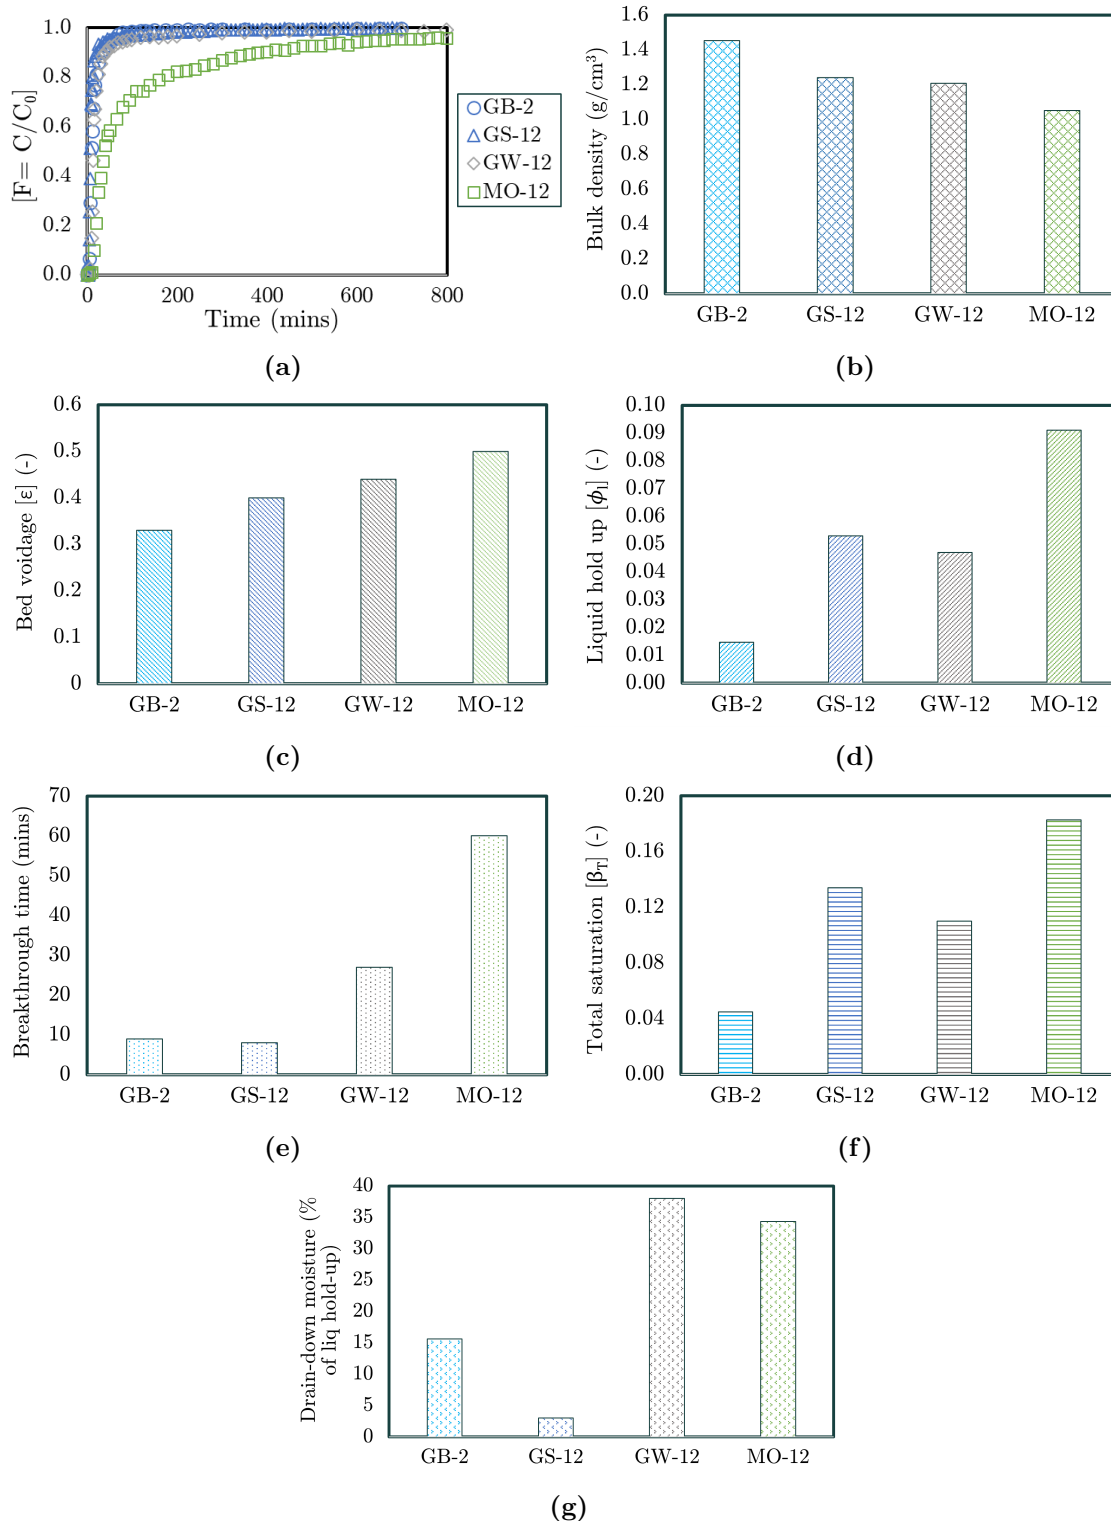 [F= C/C0]
1.0
0.8
0.6
0.4
0.2
0.0
0
200
400
600
800
Time (mins)
GB-2
GS-12
GW-12
MO-12
(a)
Bulk density (g/cm³)
1.6
1.4
1.2
1.0
0.8
0.6
0.4
0.2
0.0
GB-2
GS-12
GW-12
MO-12
(b)
Bed voidage [ε] (-)
0.6
0.5
0.4
0.3
0.2
0.1
0
GB-2
GS-12
GW-12
MO-12
(c)
Liquid hold up [ϕl] (-)
0.10
0.09
0.08
0.07
0.06
0.05
0.04
0.03
0.02
0.01
0.00
GB-2
GS-12
GW-12
MO-12
(d)
Breakthrough time (mins)
70
60
50
40
30
20
10
0
GB-2
GS-12
GW-12
MO-12
(e)
Total saturation [βT] (-)
0.20
0.16
0.12
0.08
0.04
0.00
GB-2
GS-12
GW-12
MO-12
(f)
Drain-down moisture (%
of liq hold-up)
40
35
30
25
20
15
10
5
0
GB-2
GS-12
GW-12
MO-12
(g)